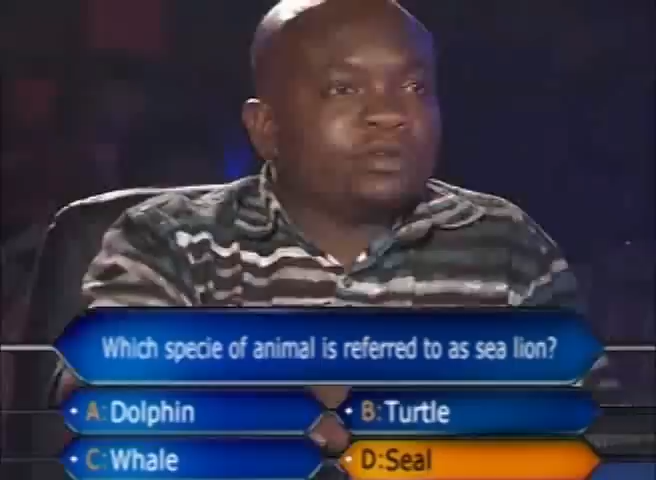 Which specie of animal is referred to as sea lion?
A: Dolphin
B: Turtle
C: Whale
D: Seal